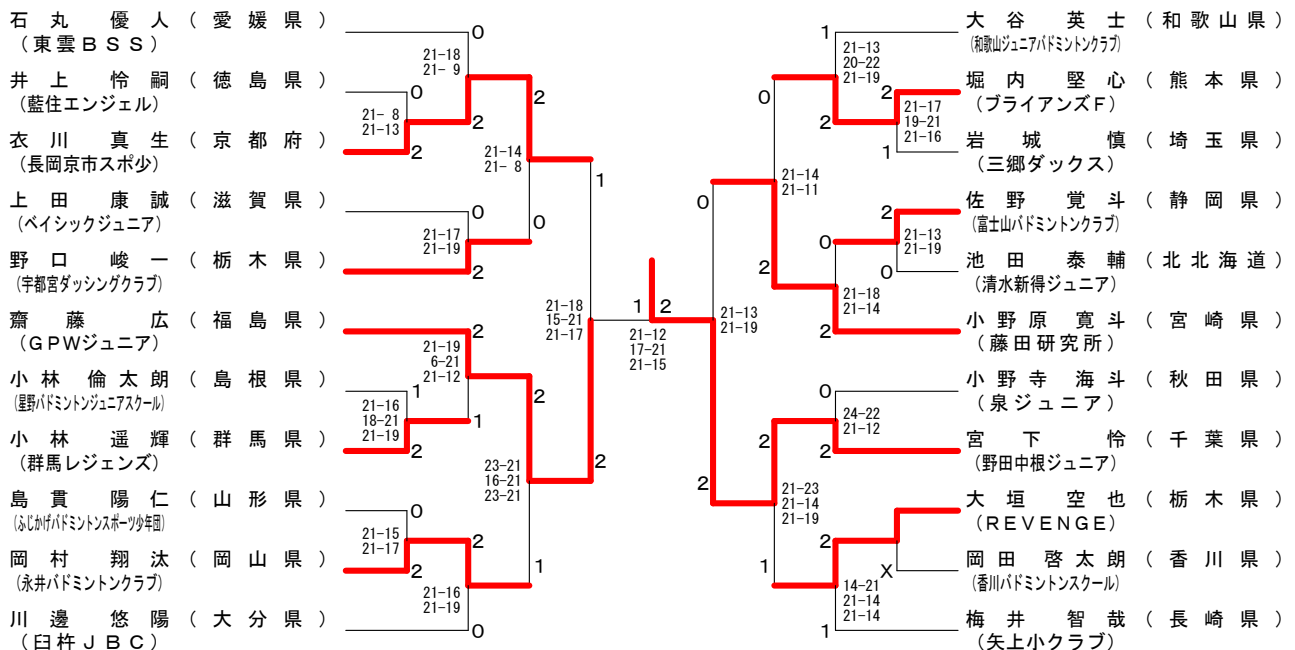 石丸 優人 (愛媛県)
(東雲BSS)
井上 怜嗣 (徳島県)
(藍住エンジェル)
衣川 真生 (京都府)
(長岡京市スポ少)
上田 康誠 (滋賀県)
(ベイシックジュニア)
野口 峻一 (栃木県)
(宇都宮ダッシングクラブ)
齋藤 広 (福島県)
(GPWジュニア)
小林 倫太朗 (島根県)
(星野バドミントンジュニアスクール)
小林 遥輝 (群馬県)
(群馬レジェンズ)
島貫 陽仁 (山形県)
(ふじかげバドミントンスポーツ少年団)
岡村 翔汰 (岡山県)
(永井バドミントンクラブ)
川邊 悠陽 (大分県)
(臼杵JBC)
0
21-18
21- 9
2
0
21- 8
21-13
2
2
21-14
21- 8
0
0
21-17
21-19
2
1
2
21-19
6-21
21-12
1
1
21-16
18-21
21-19
2
2
23-21
16-21
23-21
1
0
21-15
21-17
2
2
21-16
21-19
0
21-18
15-21
21-17
2
1
2
21-12
17-21
21-15
0
21-13
21-19
2
0
21-14
21-11
2
1
21-13
20-22
21-19
2
2
21-17
19-21
21-16
1
2
21-13
21-19
0
0
21-18
21-14
2
0
24-22
21-12
2
2
21-23
21-14
21-19
1
X
2
14-21
21-14
21-14
1
大谷 英士 (和歌山県)
(和歌山ジュニアバドミントンクラブ)
堀内 堅心 (熊本県)
(ブライアンズF)
岩城 慎 (埼玉県)
(三郷ダックス)
佐野 覚斗 (静岡県)
(富士山バドミントンクラブ)
池田 泰輔 (北北海道)
(清水新得ジュニア)
小野原 寛斗 (宮崎県)
(藤田研究所)
小野寺 海斗 (秋田県)
(泉ジュニア)
宮下 怜 (千葉県)
(野田中根ジュニア)
大垣 空也 (栃木県)
(REVENGE)
岡田 啓太朗 (香川県)
(香川バドミントンスクール)
梅井 智哉 (長崎県)
(矢上小クラブ)